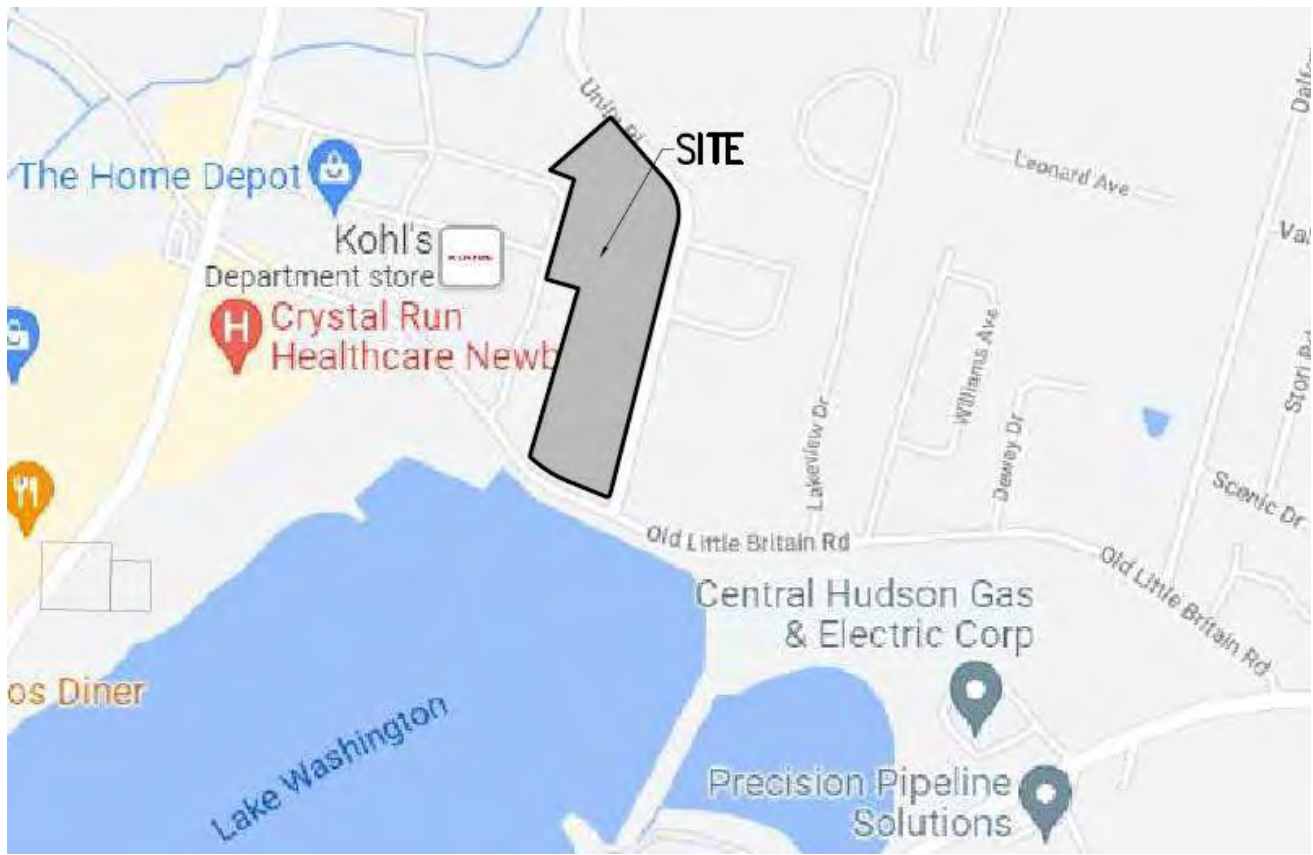 Unity Pl
SITE
The Home Depot
Kohl's
Department store
Crystal Run
Healthcare Newb
Leonard Ave
Williams Ave
Dewey Dr
Lakeview Dr
Scenic Dr
Old Little Britain Rd
Old Little Britain Rd
Central Hudson Gas
& Electric Corp
Precision Pipeline
Solutions
os Diner
Lake Washington